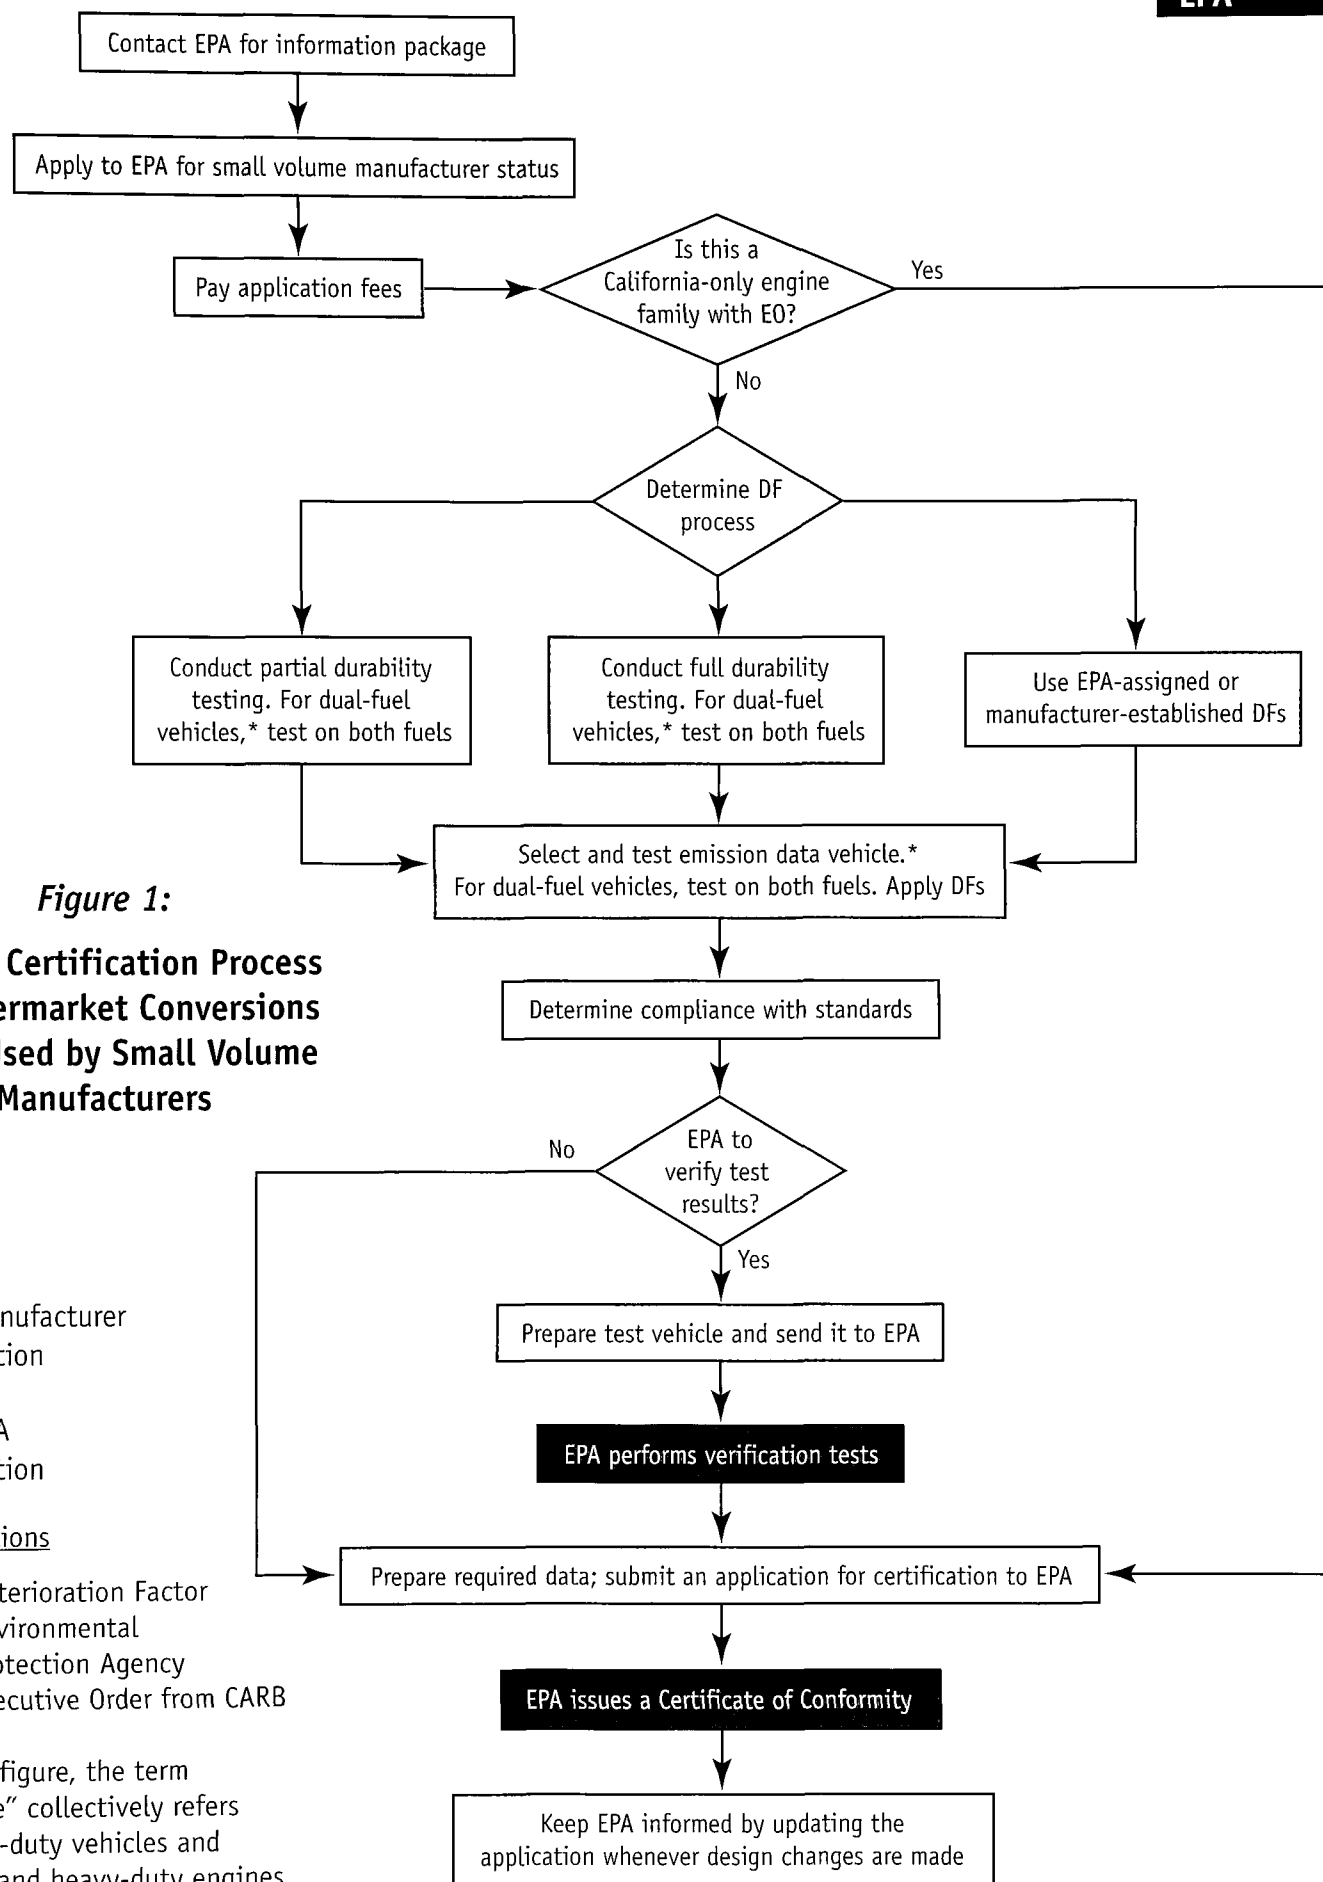 EPA
Contact EPA for information package
Apply to EPA for small volume manufacturer status
Pay application fees
Is this a
California-only engine
family with EO?
Yes
No
Determine DF
process
Conduct partial durability
testing. For dual-fuel
vehicles,* test on both fuels
Conduct full durability
testing. For dual-fuel
vehicles,* test on both fuels
Use EPA-assigned or
manufacturer-established DFs
Select and test emission data vehicle.*
For dual-fuel vehicles, test on both fuels. Apply DFs
Figure 1:
Certification Process
ermarket Conversions
sed by Small Volume
Manufacturers
Determine compliance with standards
EPA to
verify test
results?
No
Yes
Prepare test vehicle and send it to EPA
EPA performs verification tests
Prepare required data; submit an application for certification to EPA
EPA issues a Certificate of Conformity
Keep EPA informed by updating the
application whenever design changes are made
nufacturer
tion
A
tion
ions
terioration Factor
vironmental
otection Agency
ecutive Order from CARB
figure, the term
e" collectively refers
-duty vehicles and
and heavy-duty engines